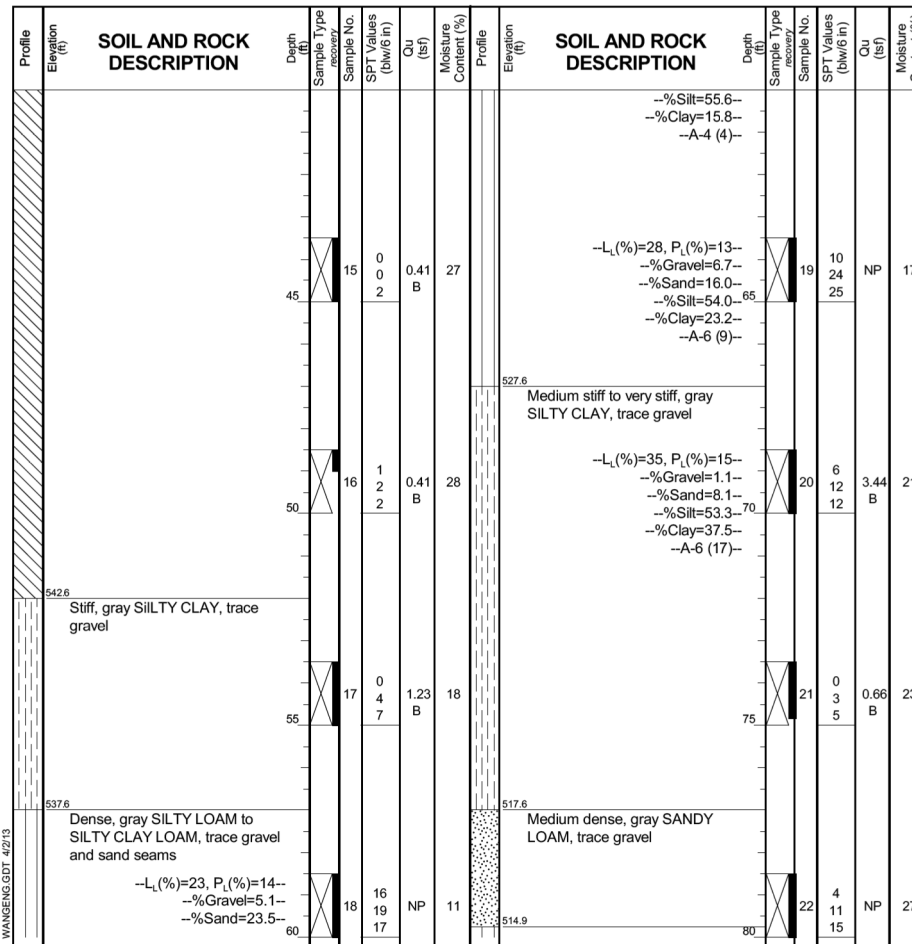 Profile
Elevation
(ft)
SOIL AND ROCK
DESCRIPTION
Depth
(ft)
Sample Type
recovery
Sample No.
SPT Values
(blw/6 in)
Qu
(tsf)
Moisture
Content (%)
45
15
0
0
2
0.41
B
27
50
16
1
2
2
0.41
B
28
542.6
Stiff, gray SiILTY CLAY, trace
gravel
55
17
0
4
7
1.23
B
18
537.6
Dense, gray SILTY LOAM to
SILTY CLAY LOAM, trace gravel
and sand seams
--LL(%)=23, PL(%)=14--
--%Gravel=5.1--
--%Sand=23.5--
60
18
16
19
17
NP
11
WANGENG.GDT 4/2/13
Profile
Elevation
(ft)
SOIL AND ROCK
DESCRIPTION
Depth
(ft)
Sample Type
recovery
Sample No.
SPT Values
(blw/6 in)
Qu
(tsf)
Moisture
--%Silt=55.6--
--%Clay=15.8--
--A-4 (4)--
--LL(%)=28, PL(%)=13--
--%Gravel=6.7--
--%Sand=16.0--
--%Silt=54.0--
--%Clay=23.2--
--A-6 (9)--
65
19
10
24
25
NP
17
527.6
Medium stiff to very stiff, gray
SILTY CLAY, trace gravel
--LL(%)=35, PL(%)=15--
--%Gravel=1.1--
--%Sand=8.1--
--%Silt=53.3--
--%Clay=37.5--
--A-6 (17)--
70
20
6
12
12
3.44
B
75
21
0
3
5
0.66
B
23
517.6
Medium dense, gray SANDY
LOAM, trace gravel
514.9
80
22
4
11
15
NP
27